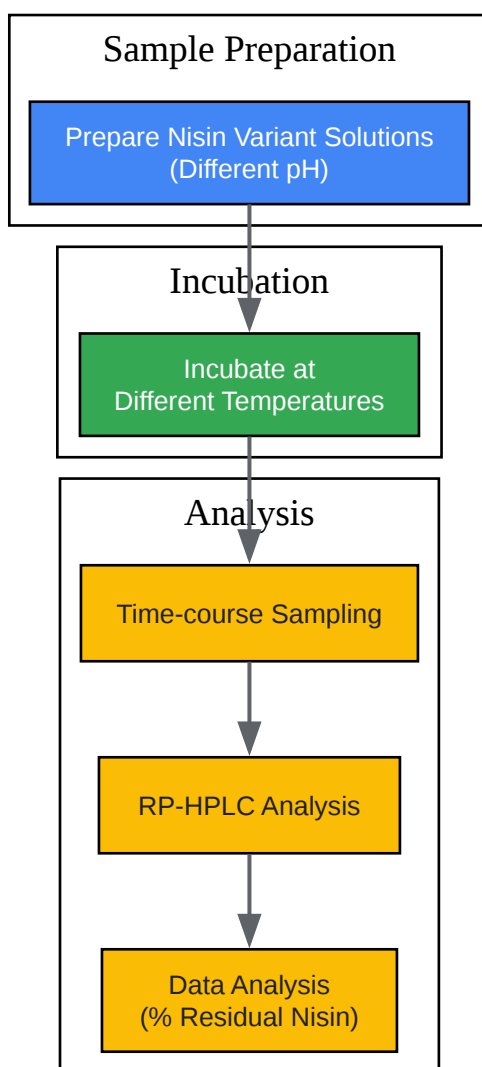 Sample Preparation
Prepare Nisin Variant Solutions
(Different pH)
Incubation
Incubate at
Different Temperatures
Analysis
Time-course Sampling
RP-HPLC Analysis
Data Analysis
(% Residual Nisin)